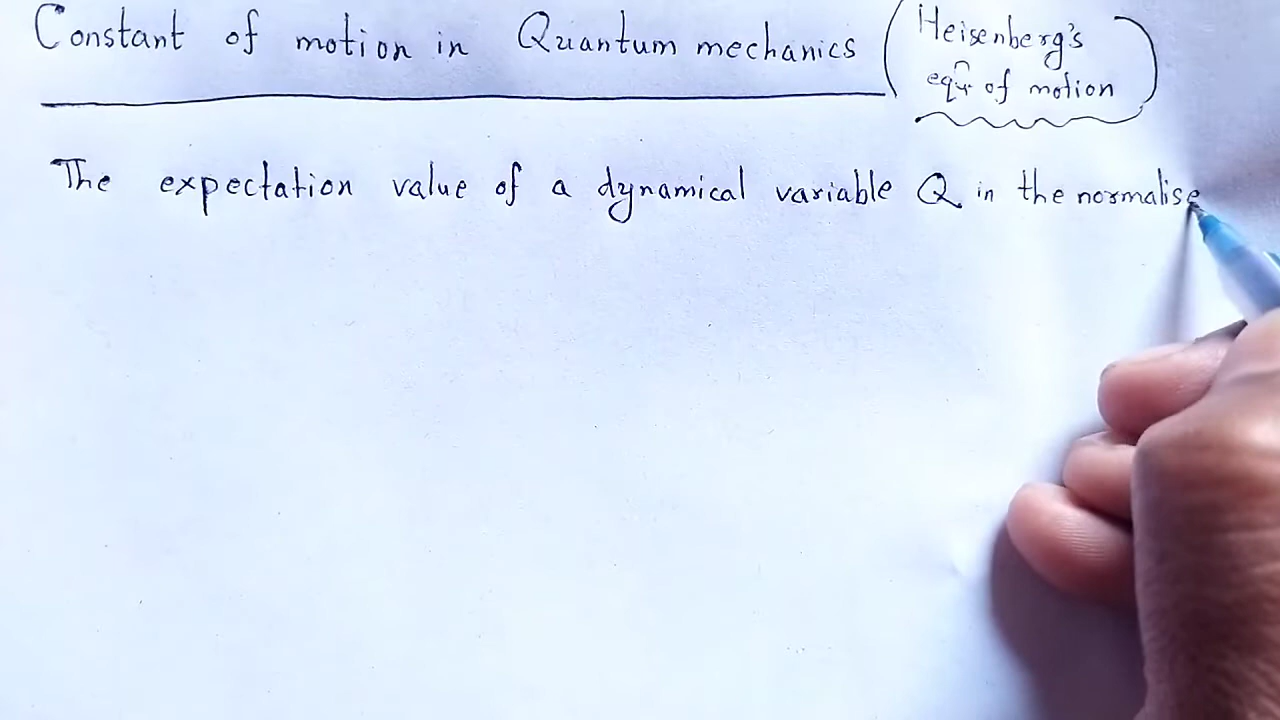 Constant of motion in Quantum mechanics (Heisenberg's
eqn of motion)
The expectation value of a dynamical variable Q in the normalise